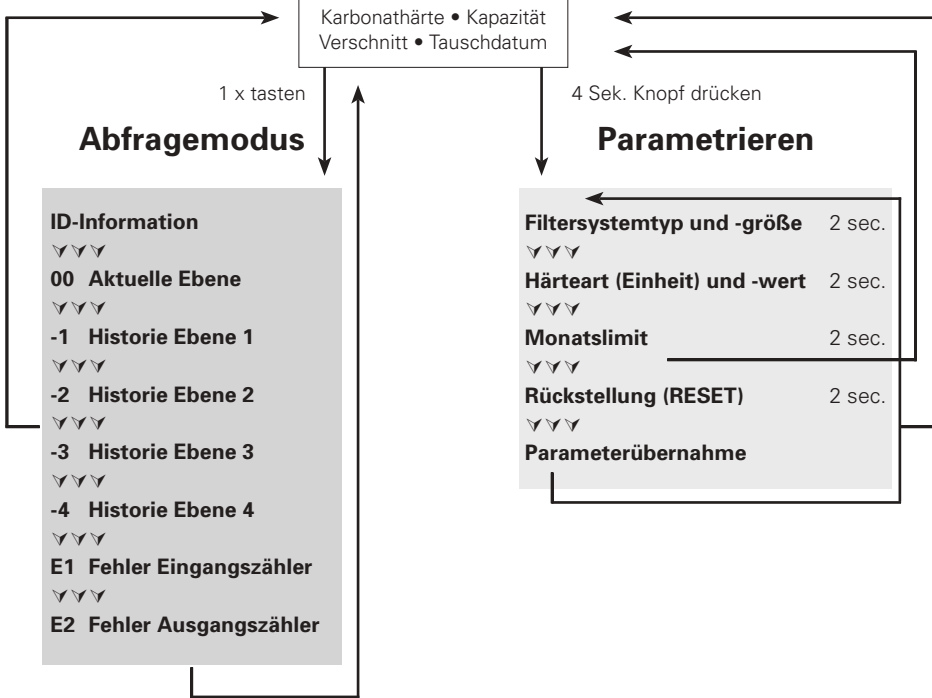 Karbonathärte • Kapazität
Verschnitt • Tauschdatum
1 x tasten
4 Sek. Knopf drücken
Abfragemodus
Parametrieren
ID-Information
00 Aktuelle Ebene
-1 Historie Ebene 1
-2 Historie Ebene 2
-3 Historie Ebene 3
-4 Historie Ebene 4
E1 Fehler Eingangszähler
E2 Fehler Ausgangszähler
Filtersystemtyp und -größe 2 sec.
Härteart (Einheit) und -wert 2 sec.
Monatslimit 2 sec.
Rückstellung (RESET) 2 sec.
Parameterübernahme